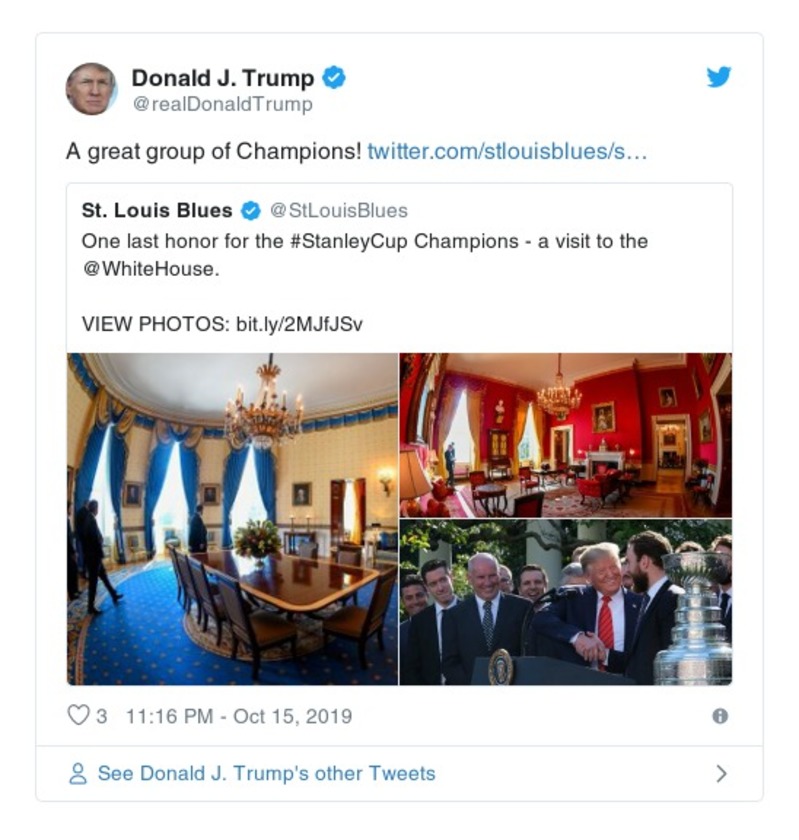 Donald J. Trump
@realDonaldTrump
A great group of Champions! twitter.com/stlouisblues/s…
St. Louis Blues @StLouisBlues
One last honor for the #StanleyCup Champions - a visit to the
@WhiteHouse.
VIEW PHOTOS: bit.ly/2MJfJSv
3 11:16 PM - Oct 15, 2019
See Donald J. Trump's other Tweets